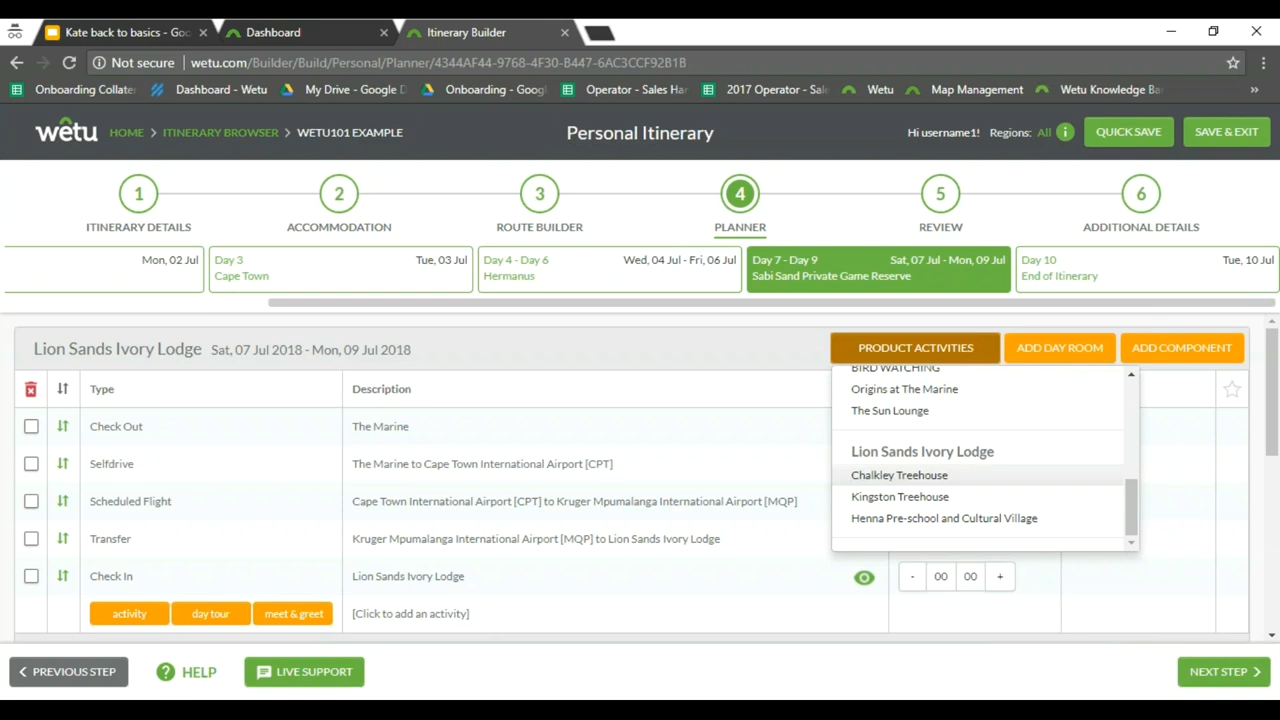 Kate back to basics - Goo
Dashboard
Itinerary Builder
Not secure
wetu.com/Builder/Build/Personal/Planner/4344AF44-9768-4F30-B447-6AC3CCF92B1B
Onboarding Collater
Dashboard - Wetu
My Drive - Google D
Onboarding - Googl
Operator - Sales Har
2017 Operator - Sale
Wetu
Map Management
Wetu Knowledge Ba
»
wetu
HOME > ITINERARY BROWSER > WETU101 EXAMPLE
Personal Itinerary
Hi username1! Regions: All i
QUICK SAVE
SAVE & EXIT
1 2 3 4 5 6
ITINERARY DETAILS ACCOMMODATION ROUTE BUILDER PLANNER REVIEW ADDITIONAL DETAILS
Mon, 02 Jul
Day 3 Tue, 03 Jul
Cape Town
Day 4 - Day 6 Wed, 04 Jul - Fri, 06 Jul
Hermanus
Day 7 - Day 9 Sat, 07 Jul - Mon, 09 Jul
Sabi Sand Private Game Reserve
Day 10 Tue, 10 Jul
End of Itinerary
Lion Sands Ivory Lodge Sat, 07 Jul 2018 - Mon, 09 Jul 2018
PRODUCT ACTIVITIES
ADD DAY ROOM
ADD COMPONENT
BIRD WATCHING
Origins at The Marine
The Sun Lounge
Lion Sands Ivory Lodge
Chalkley Treehouse
Kingston Treehouse
Henna Pre-school and Cultural Village
Type Description
Check Out The Marine
Selfdrive The Marine to Cape Town International Airport [CPT]
Scheduled Flight Cape Town International Airport [CPT] to Kruger Mpumalanga International Airport [MQP]
Transfer Kruger Mpumalanga International Airport [MQP] to Lion Sands Ivory Lodge
Check In Lion Sands Ivory Lodge - 00 00 +
activity day tour meet & greet [Click to add an activity]
PREVIOUS STEP
? HELP
LIVE SUPPORT
NEXT STEP